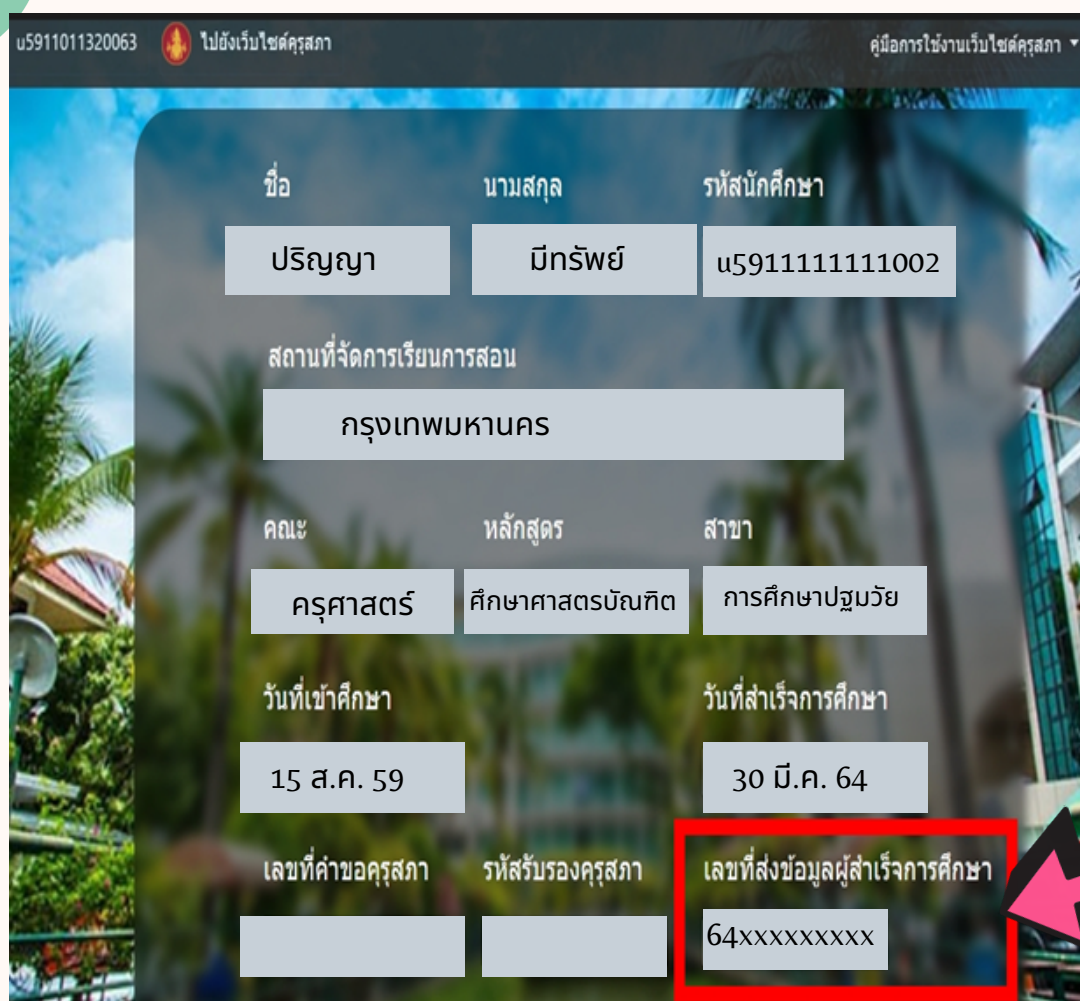 u5911011320063 ไปยังเว็บไซต์คุรุสภา คู่มือการใช้งานเว็บไซต์คุรุสภา
ชื่อ นามสกุล รหัสนักศึกษา
ปริญญา มีทรัพย์ u5911111111002
สถานที่จัดการเรียนการสอน
กรุงเทพมหานคร
คณะ หลักสูตร สาขา
ครุศาสตร์ ศึกษาศาสตรบัณฑิต การศึกษาปฐมวัย
วันที่เข้าศึกษา วันที่สำเร็จการศึกษา
15 ส.ค. 59 30 มี.ค. 64
เลขที่คำขอคุรุสภา รหัสรับรองคุรุสภา เลขที่ส่งข้อมูลผู้สำเร็จการศึกษา
64xxxxxxxxx